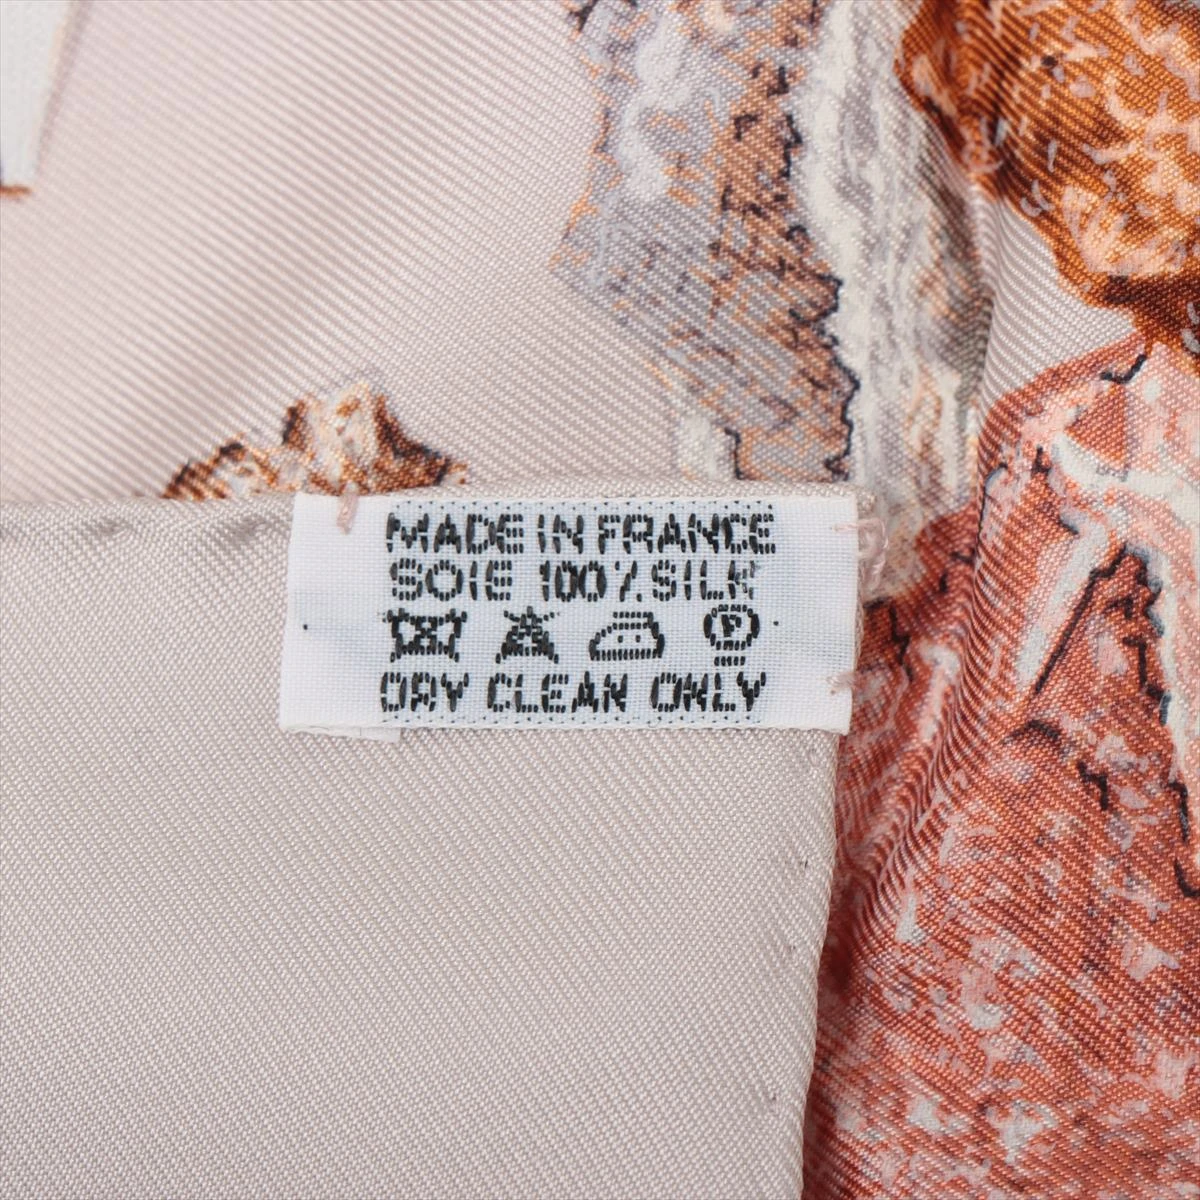 MADE IN FRANCE
SOIE 100% SILK
P
DRY CLEAN ONLY